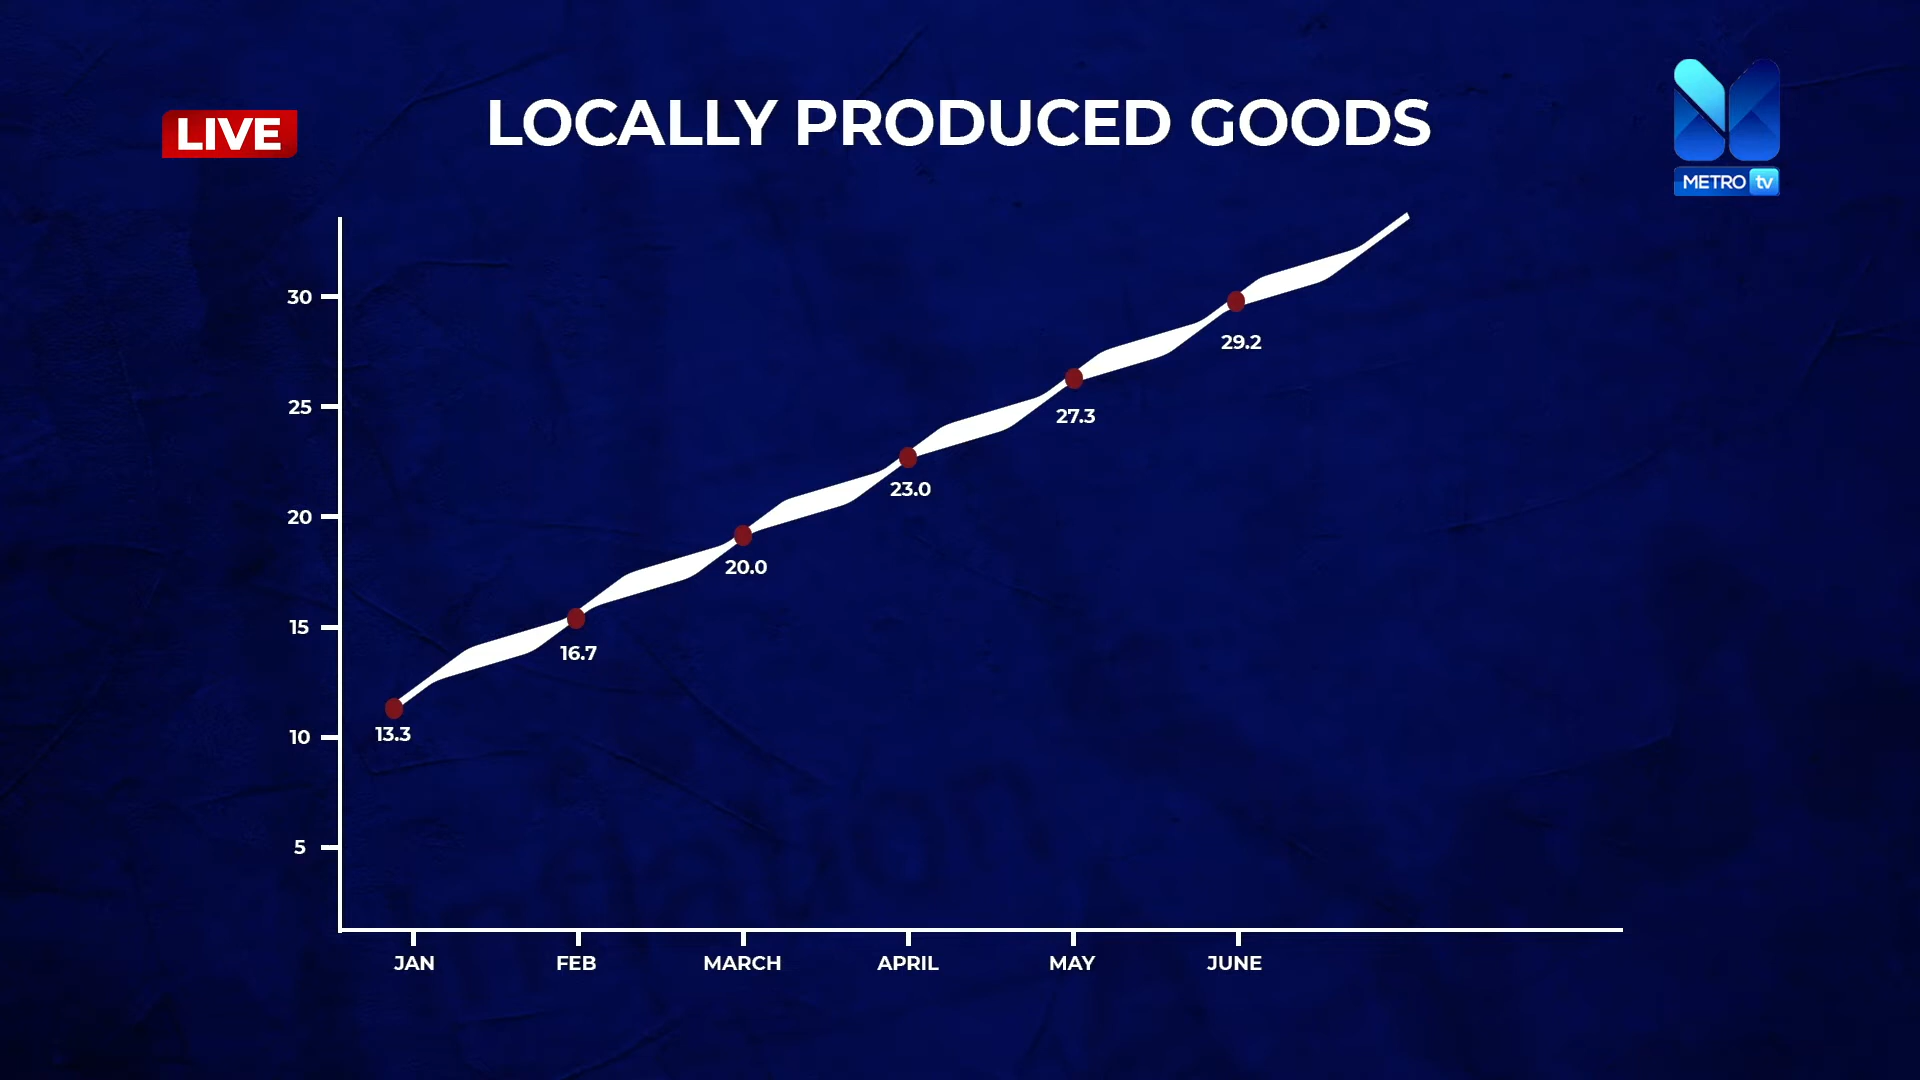 LIVE
LOCALLY PRODUCED GOODS
METRO tv
30
25
20
15
10
5
13.3
16.7
20.0
23.0
27.3
29.2
JAN
FEB
MARCH
APRIL
MAY
JUNE